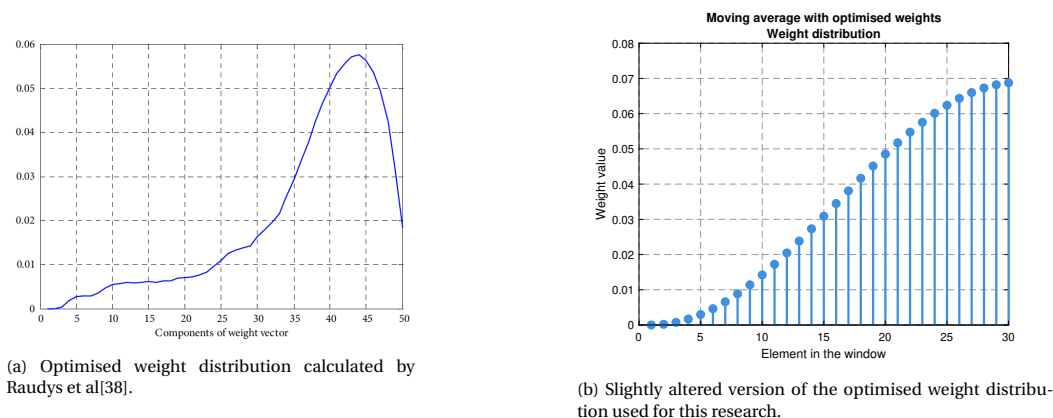 0.06
0.05
0.04
0.03
0.02
0.01
0
0 5 10 15 20 25 30 35 40 45 50
Components of weight vector
(a) Optimised weight distribution calculated by
Raudys et al[38].
Moving average with optimised weights
Weight distribution
Weight value
0.08
0.07
0.06
0.05
0.04
0.03
0.02
0.01
0
0 5 10 15 20 25 30
Element in the window
(b) Slightly altered version of the optimised weight distribu-
tion used for this research.